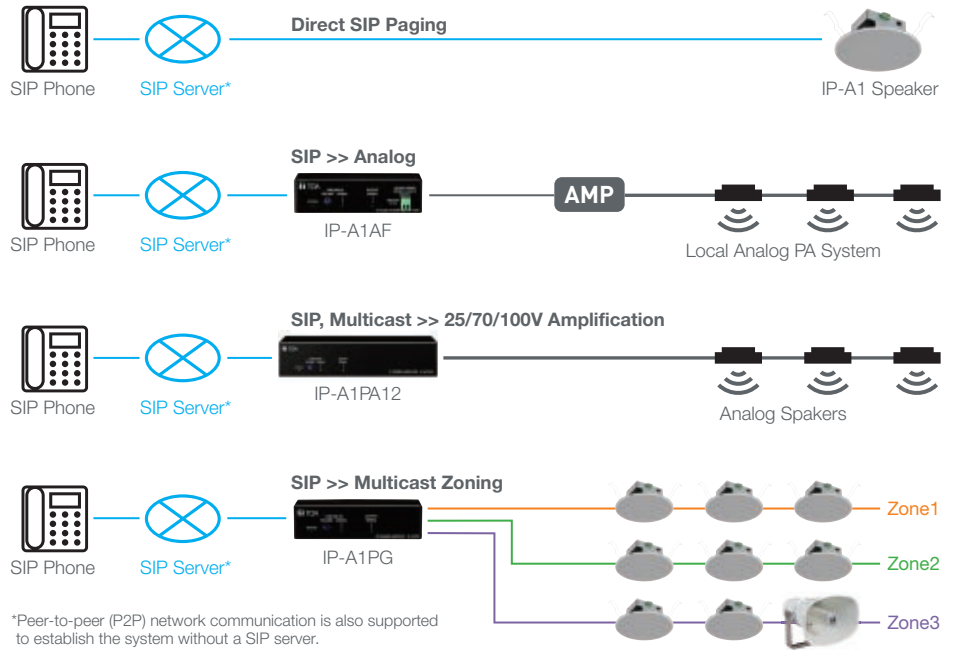 Direct SIP Paging
SIP Phone
SIP Server*
IP-A1 Speaker
SIP >> Analog
TOA
AMP
SIP Phone
SIP Server*
IP-A1AF
Local Analog PA System
SIP, Multicast >> 25/70/100V Amplification
TOA
SIP Phone
SIP Server*
IP-A1PA12
Analog Spakers
SIP >> Multicast Zoning
TOA
Zone1
SIP Phone
SIP Server*
IP-A1PG
Zone2
Zone3
*Peer-to-peer (P2P) network communication is also supported
to establish the system without a SIP server.